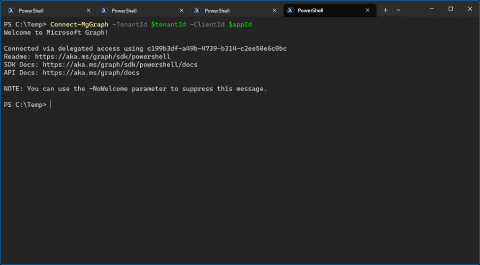 PowerShell
PowerShell
PowerShell
PowerShell
PS C:\Temp> Connect-MgGraph -TenantId $tenantId -ClientId $appId
Welcome to Microsoft Graph!
Connected via delegated access using c199b3df-a49b-4739-b314-c2ee50e6c0bc
Readme: https://aka.ms/graph/sdk/powershell
SDK Docs: https://aka.ms/graph/sdk/powershell/docs
API Docs: https://aka.ms/graph/docs
NOTE: You can use the -NoWelcome parameter to suppress this message.
PS C:\Temp>